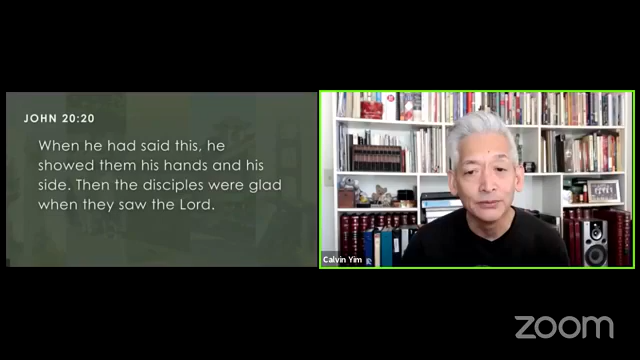 JOHN 20:20
When he had said this, he
showed them his hands and his
side. Then the disciples were glad
when they saw the Lord.
Calvin Yim
zoom